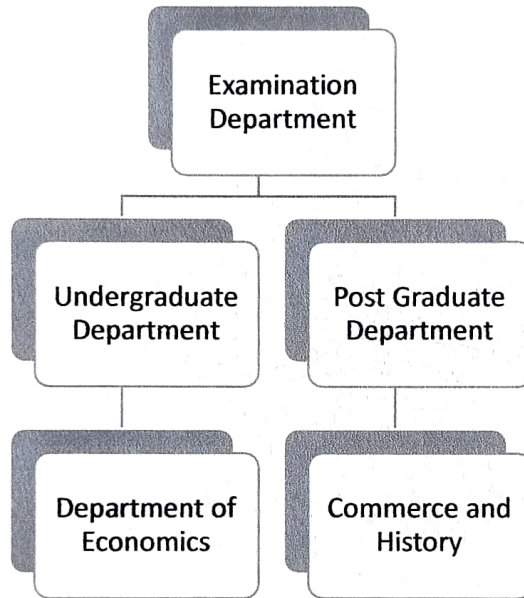 Examination
Department
Undergraduate
Department
Post Graduate
Department
Department of
Economics
Commerce and
History